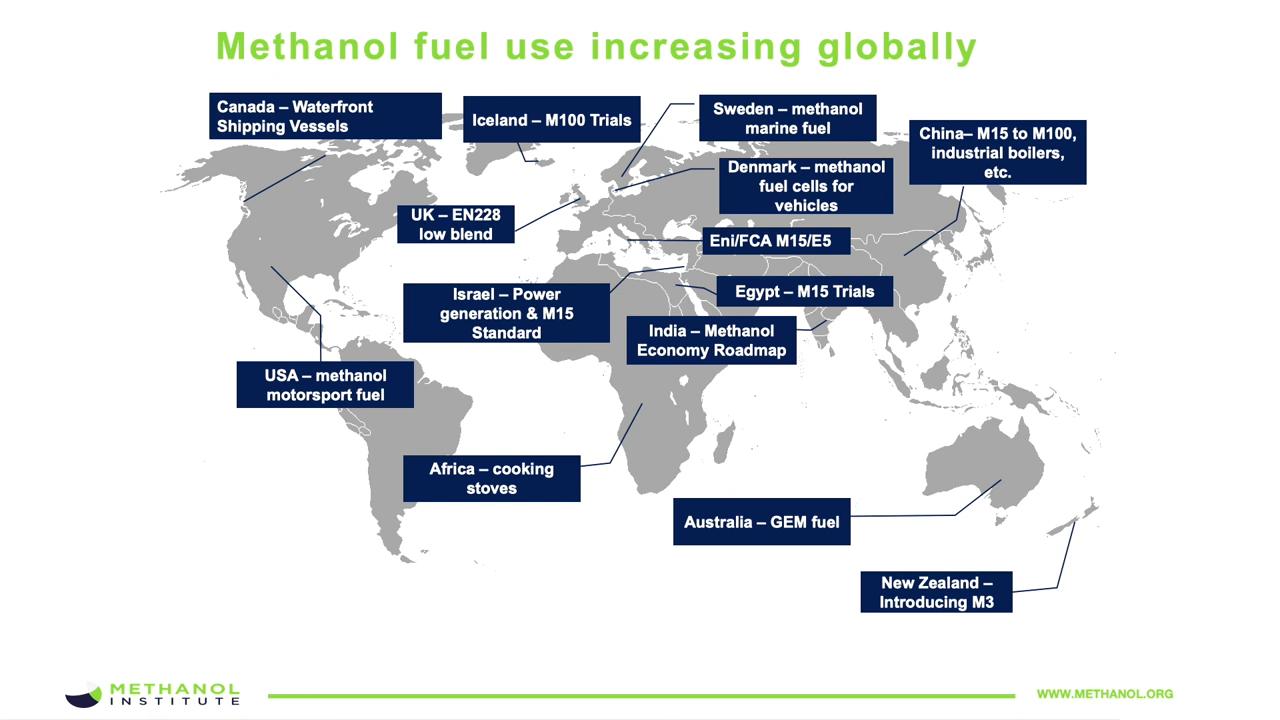 Methanol fuel use increasing globally
Canada – Waterfront
Shipping Vessels
Iceland – M100 Trials
Sweden – methanol
marine fuel
China– M15 to M100,
industrial boilers,
etc.
Denmark – methanol
fuel cells for
vehicles
UK – EN228
low blend
Eni/FCA M15/E5
Israel – Power
generation & M15
Standard
Egypt – M15 Trials
India – Methanol
Economy Roadmap
USA – methanol
motorsport fuel
Africa – cooking
stoves
Australia – GEM fuel
New Zealand –
Introducing M3
METHANOL
INSTITUTE
WWW.METHANOL.ORG